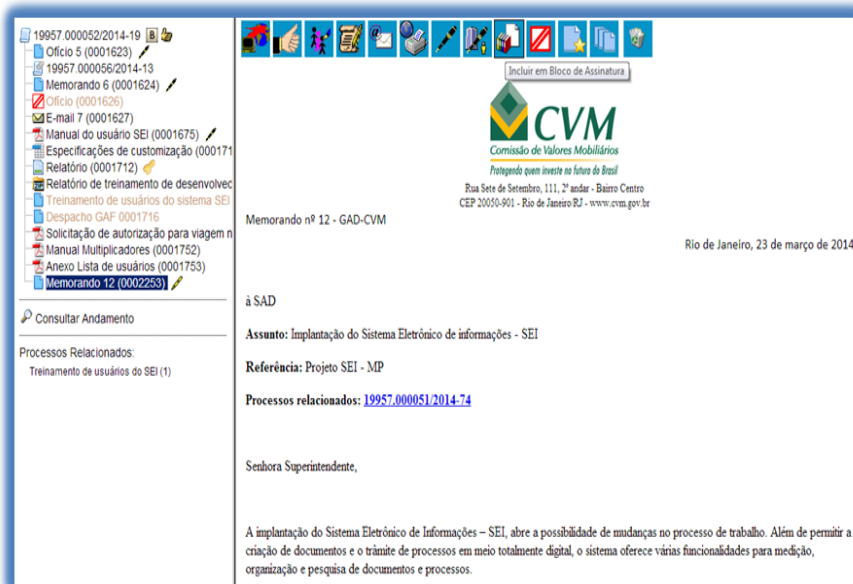 19957.000052/2014-19 B
Ofício 5 (0001623)
19957.000056/2014-13
Memorando 6 (0001624)
Ofício (0001626)
E-mail 7 (0001627)
Manual do usuário SEI (0001675)
Especificações de customização (000171
Relatório (0001712)
Relatório de treinamento de desenvolvec
Treinamento de usuários do sistema SEI
Despacho GAF 0001716
Solicitação de autorização para viagem n
Manual Multiplicadores (0001752)
Anexo Lista de usuários (0001753)
Memorando 12 (0002253)
Consultar Andamento
Processos Relacionados:
Treinamento de usuários do SEI (1)
Incluir em Bloco de Assinatura
CVM
Comissão de Valores Mobiliários
Protegendo quem investe no futuro do Brasil
Rua Sete de Setembro, 111, 2º andar - Bairro Centro
CEP 20050-901 - Rio de Janeiro/RJ - www.cvm.gov.br
Memorando nº 12 - GAD-CVM
Rio de Janeiro, 23 de março de 2014
à SAD
Assunto: Implantação do Sistema Eletrônico de informações - SEI
Referência: Projeto SEI - MP
Processos relacionados: 19957.000051/2014-74
Senhora Superintendente,
A implantação do Sistema Eletrônico de Informações – SEI, abre a possibilidade de mudanças no processo de trabalho. Além de permitir a
criação de documentos e o trâmite de processos em meio totalmente digital, o sistema oferece várias funcionalidades para medição,
organização e pesquisa de documentos e processos.